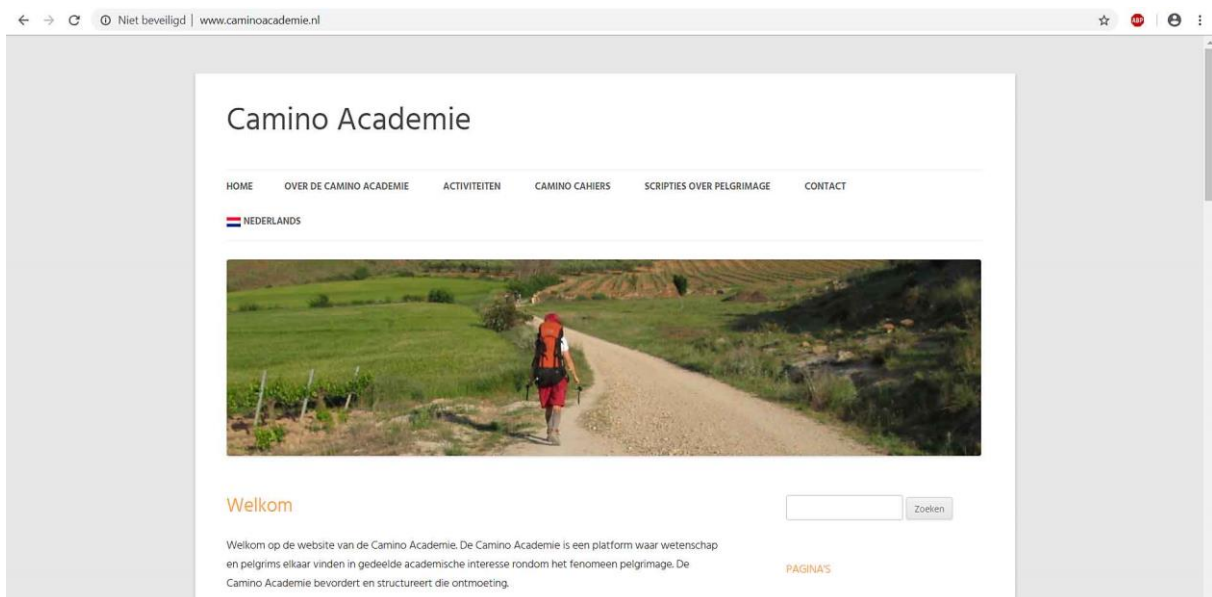 Niet beveiligd | www.caminoacademie.nl
ABP
Camino Academie
HOME OVER DE CAMINO ACADEMIE ACTIVITEITEN CAMINO CAHIERS SCRIPTIES OVER PELGRIMAGE CONTACT
NEDERLANDS
Welkom
Zoeken
Welkom op de website van de Camino Academie. De Camino Academie is een platform waar wetenschap
en pelgrims elkaar vinden in gedeelde academische interesse rondom het fenomeen pelgrimage. De
Camino Academie bevordert en structureert die ontmoeting.
PAGINA'S